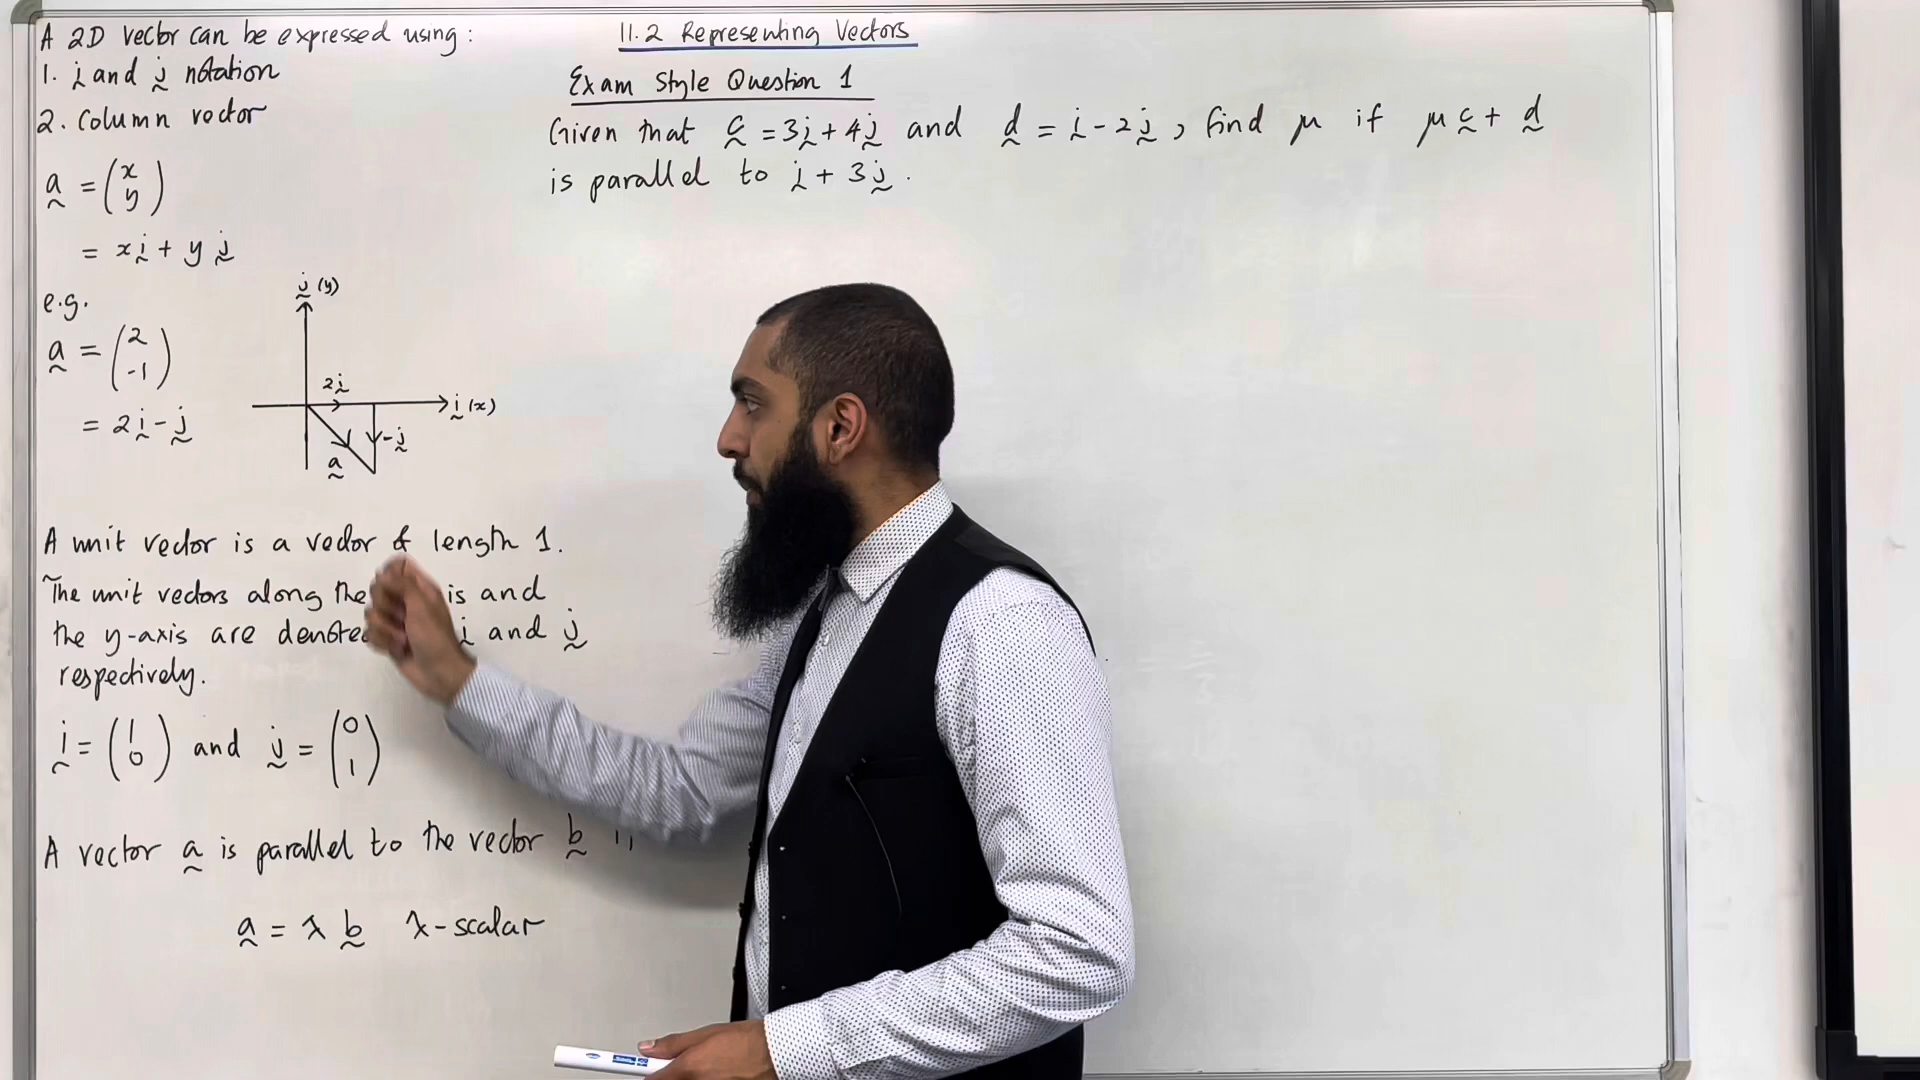 A 2D vector can be expressed using:
1. i and j notation
2. Column vector
a = (x y)
= xi + yj
e.g.
a = (2 -1)
= 2i - j
j (y)
2i
i (x)
-j
a
A unit vector is a vector of length 1.
The unit vectors along the is and
the y-axis are denoted i and j
respectively.
i = (1 0) and j = (0 1)
A vector a is parallel to the vector b
a = λ b λ - scalar
11.2 Representing Vectors
Exam Style Question 1
Given that c = 3i + 4j and d = i - 2j, find μ if μc + d
is parallel to i + 3j.